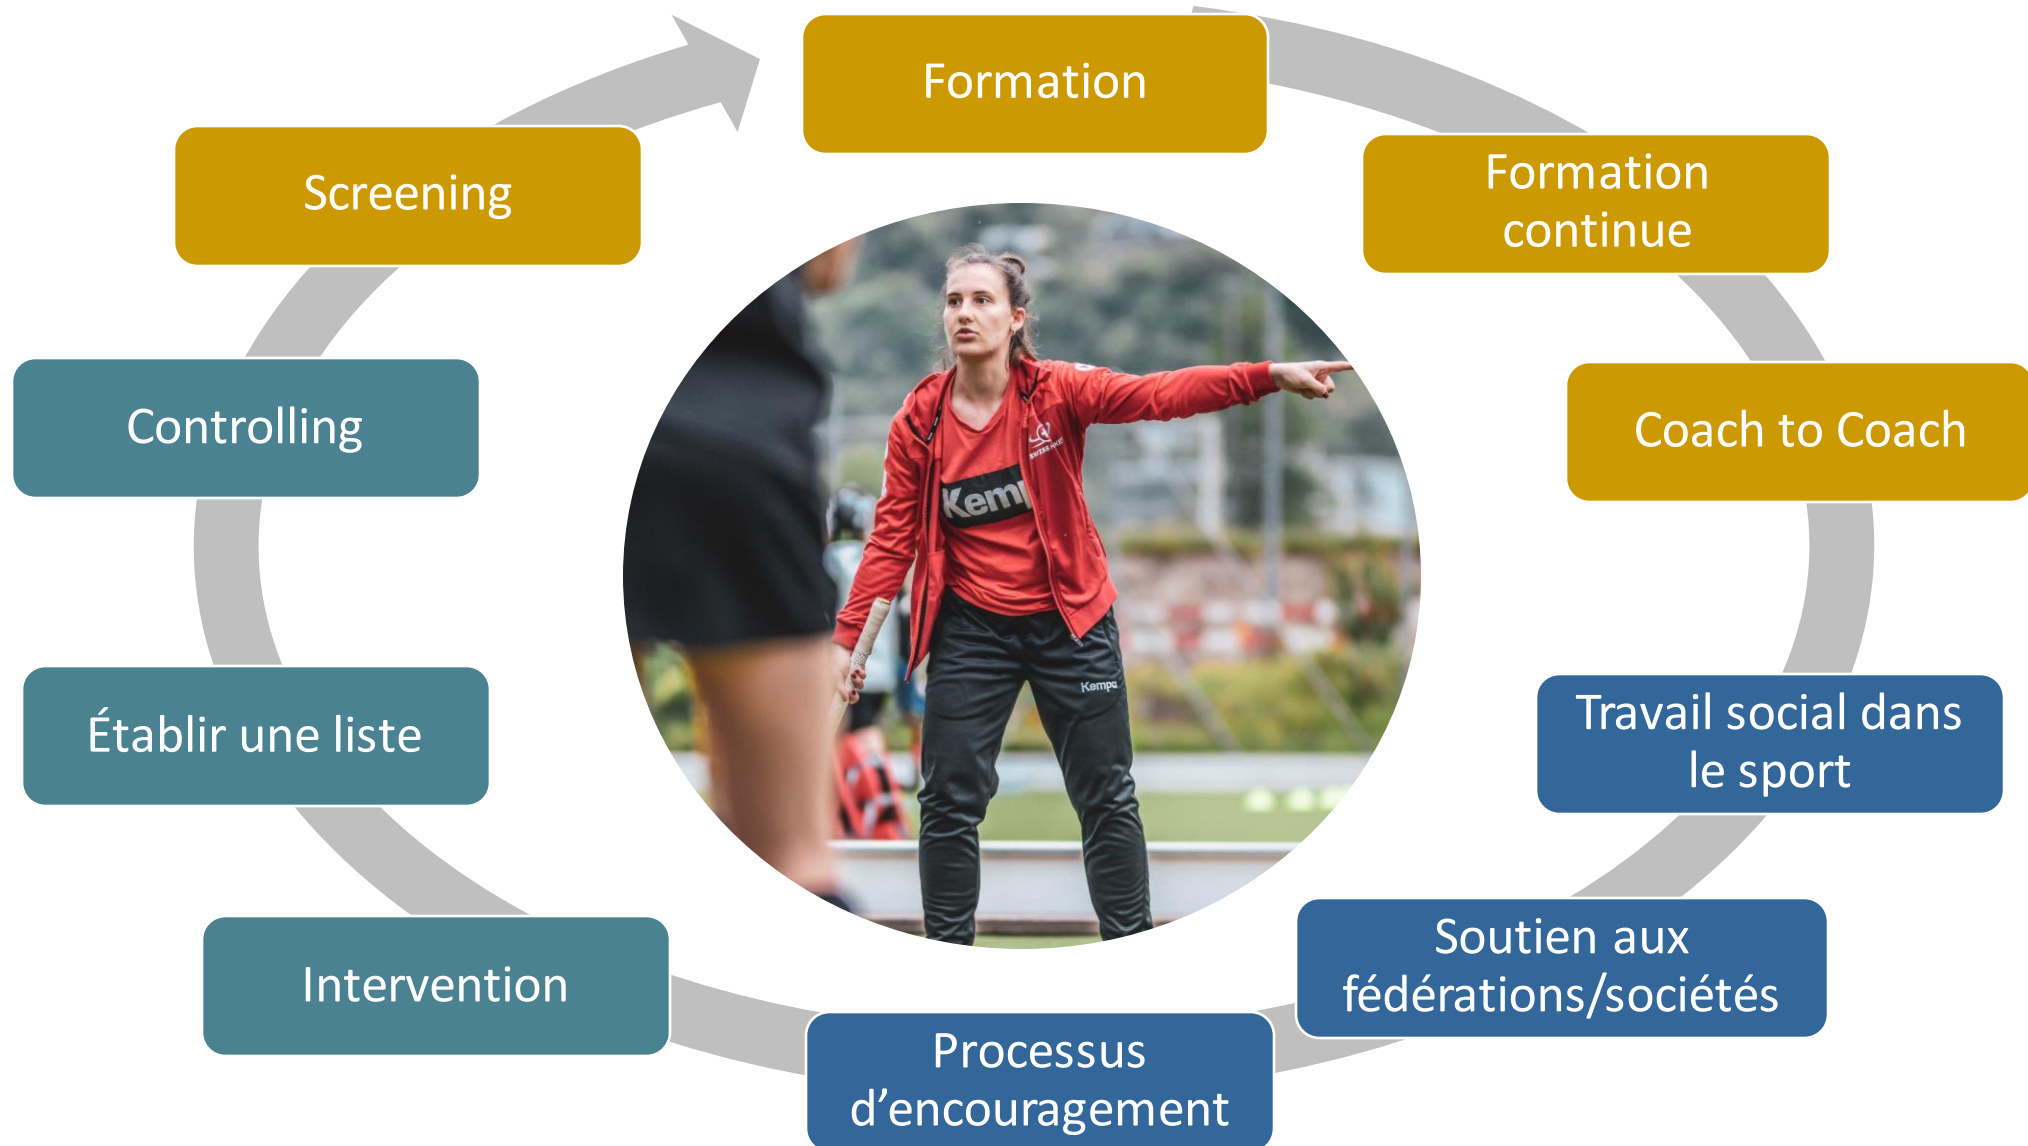 Formation
Formation
continue
Coach to Coach
Travail social dans
le sport
Soutien aux
fédérations/sociétés
Processus
d’encouragement
Intervention
Établir une liste
Controlling
Screening
Kemp
Kempa